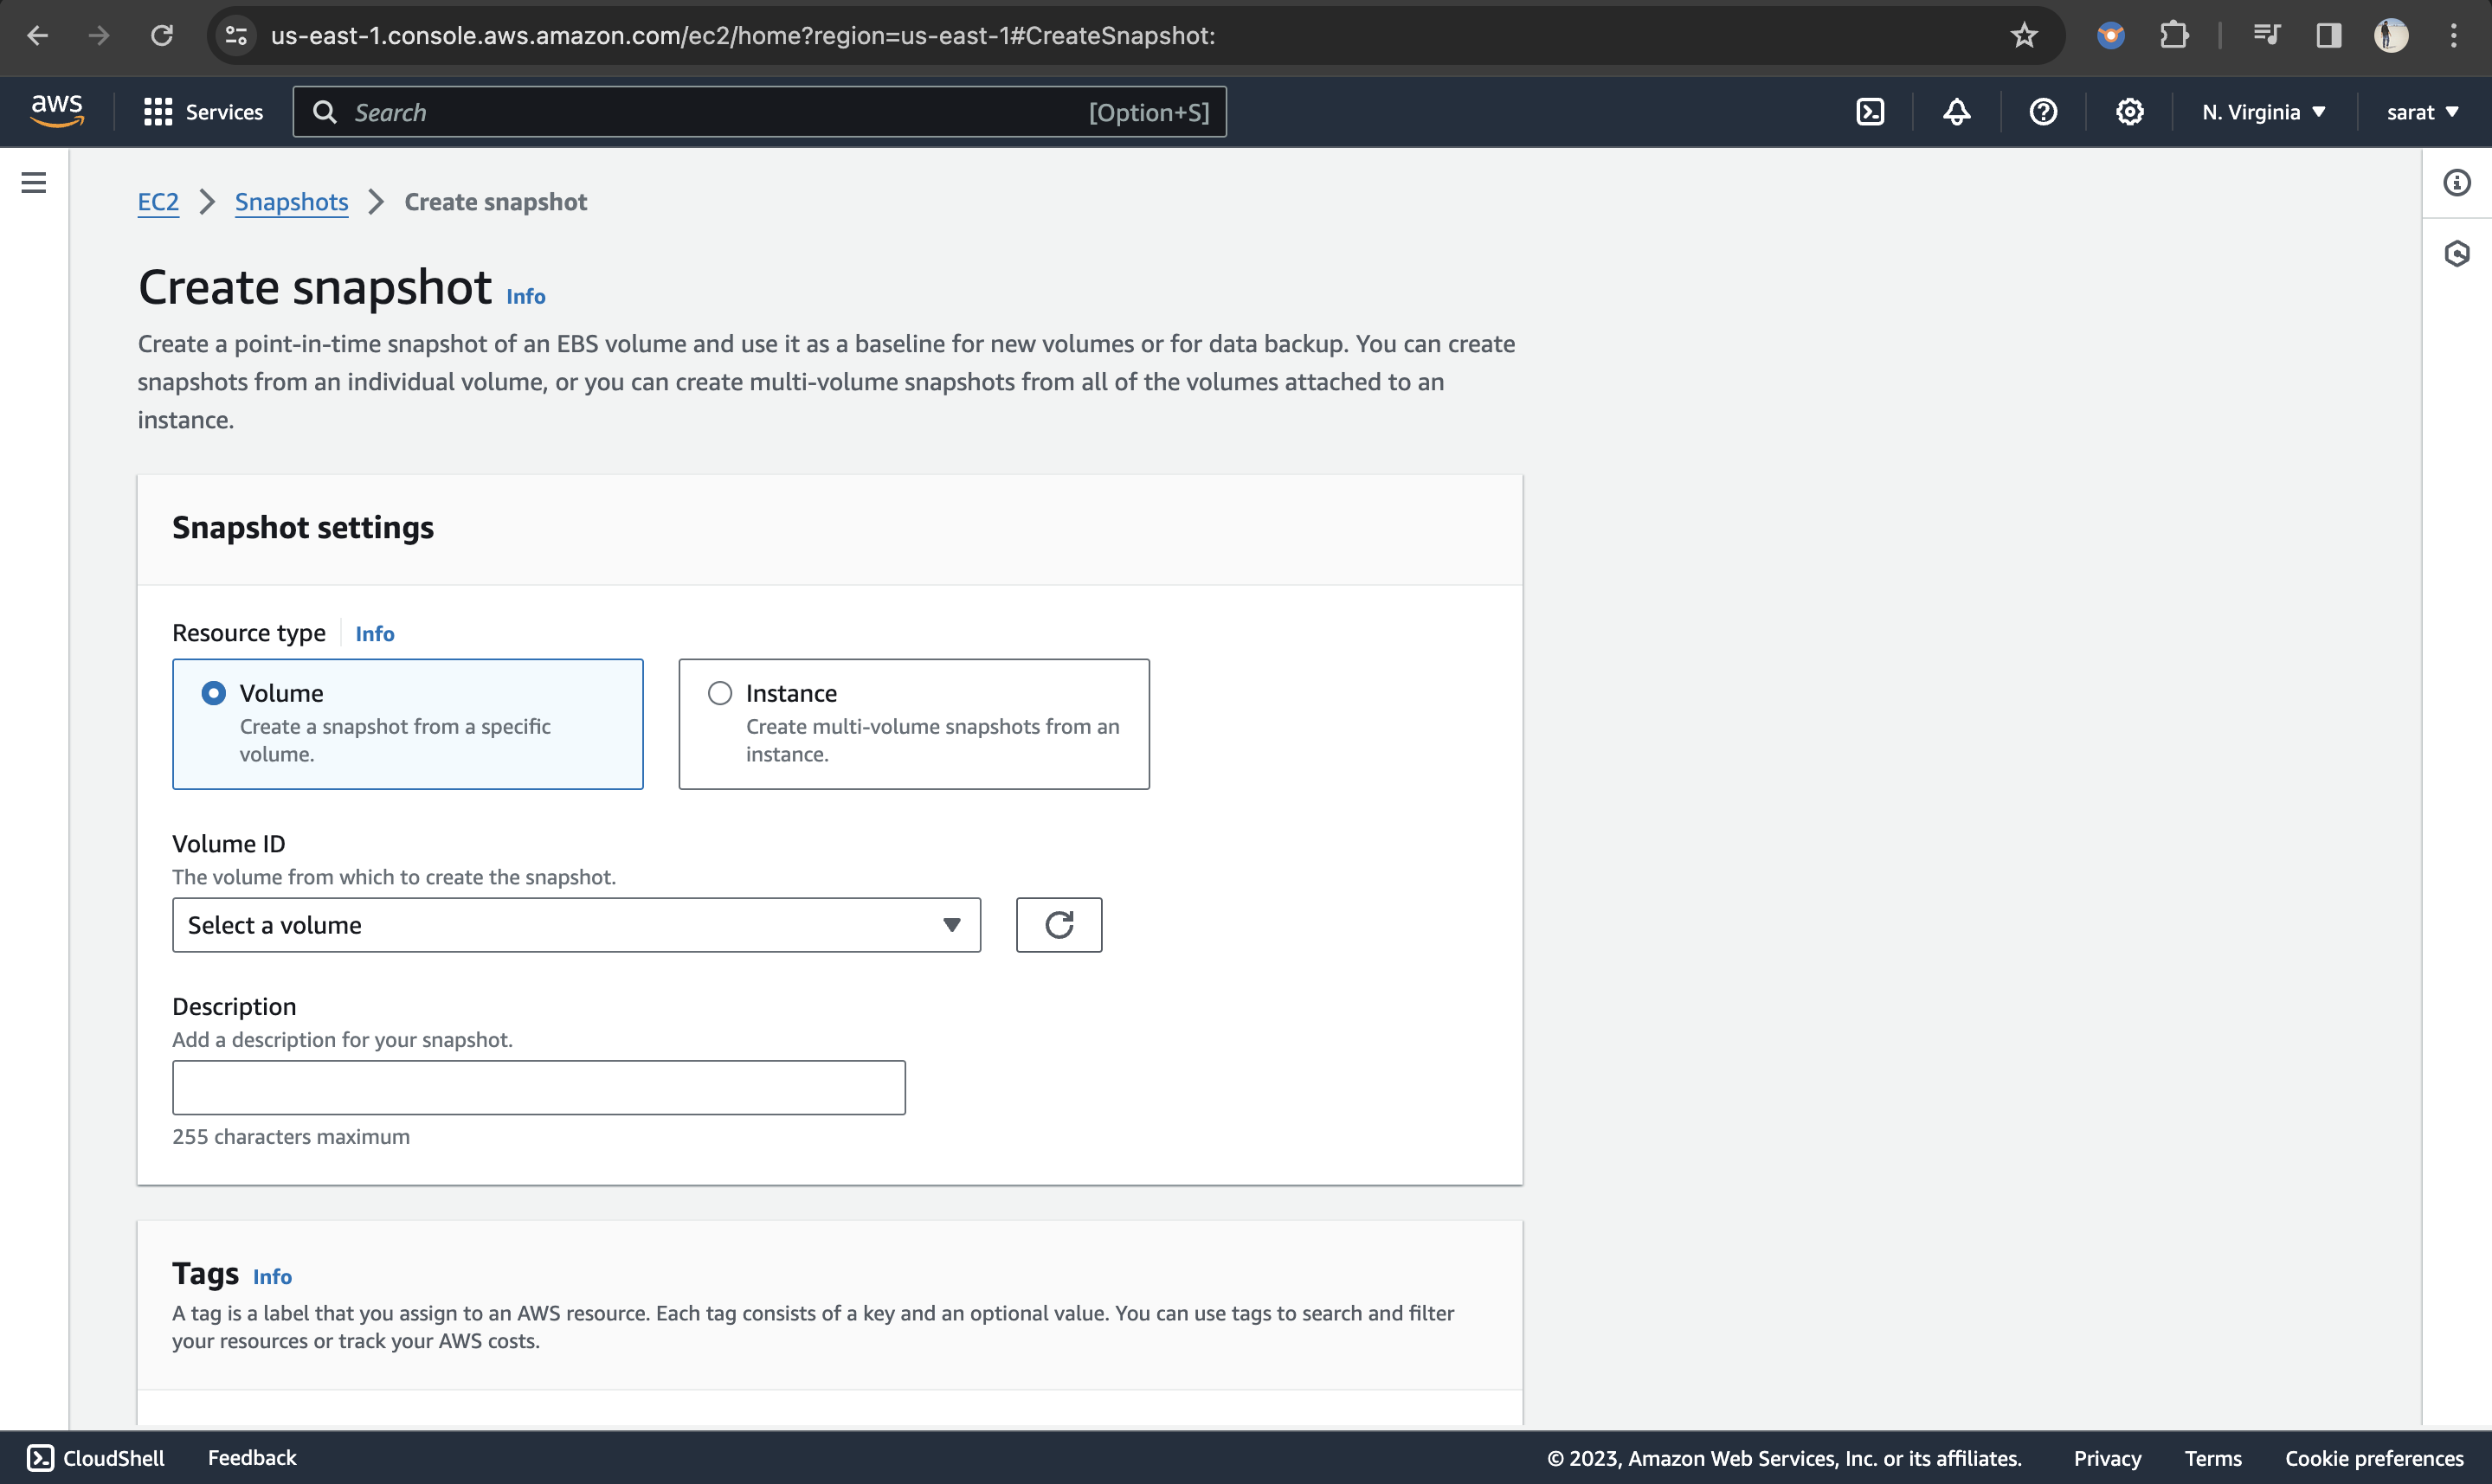 us-east-1.console.aws.amazon.com/ec2/home?region=us-east-1#CreateSnapshot:
aws
Services
Search
[Option+S]
N. Virginia
sarat
EC2
Snapshots
Create snapshot
Create snapshot Info
Create a point-in-time snapshot of an EBS volume and use it as a baseline for new volumes or for data backup. You can create
snapshots from an individual volume, or you can create multi-volume snapshots from all of the volumes attached to an
instance.
Snapshot settings
Resource type Info
Volume
Create a snapshot from a specific
volume.
Instance
Create multi-volume snapshots from an
instance.
Volume ID
The volume from which to create the snapshot.
Select a volume
Description
Add a description for your snapshot.
255 characters maximum
Tags Info
A tag is a label that you assign to an AWS resource. Each tag consists of a key and an optional value. You can use tags to search and filter
your resources or track your AWS costs.
CloudShell
Feedback
© 2023, Amazon Web Services, Inc. or its affiliates.
Privacy
Terms
Cookie preferences